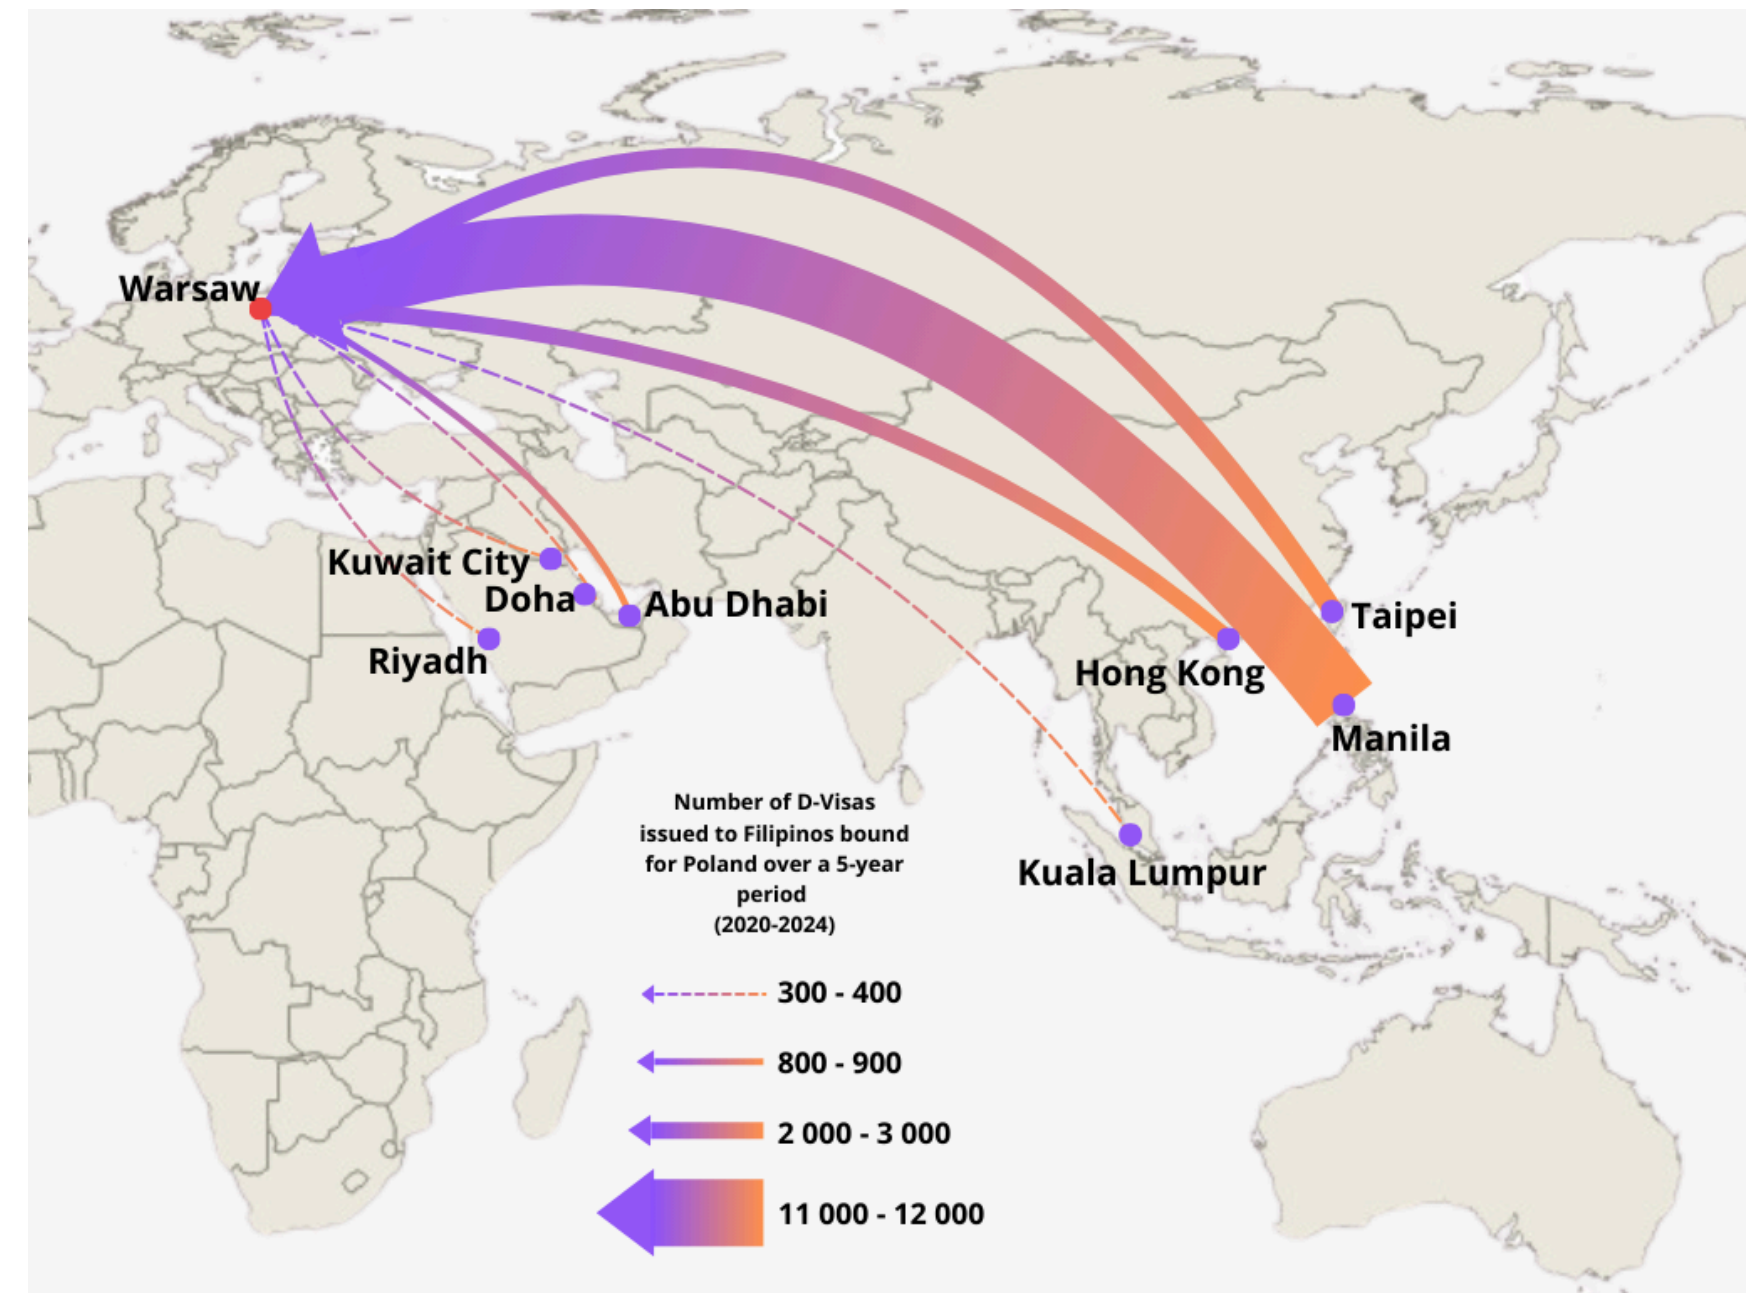 Warsaw
Kuwait City
Doha
Abu Dhabi
Taipei
Riyadh
Hong Kong
Manila
Kuala Lumpur
Number of D-Visas
issued to Filipinos bound
for Poland over a 5-year
period
(2020-2024)
300 - 400
800 - 900
2 000 - 3 000
11 000 - 12 000